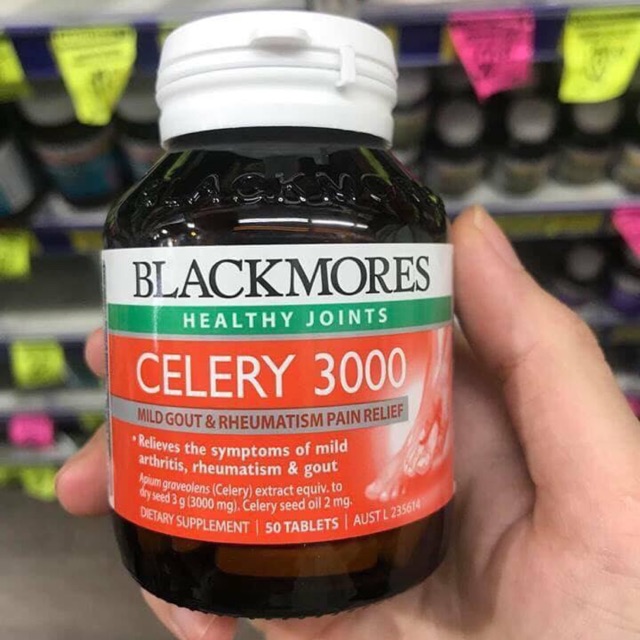 BLACKMORES
BLACKMORES
HEALTHY JOINTS
CELERY 3000
MILD GOUT & RHEUMATISM PAIN RELIEF
• Relieves the symptoms of mild
arthritis, rheumatism & gout
Apium graveolens (Celery) extract equiv. to
dry seed 3 g (3000 mg). Celery seed oil 2 mg.
DIETARY SUPPLEMENT | 50 TABLETS | AUST L 235614